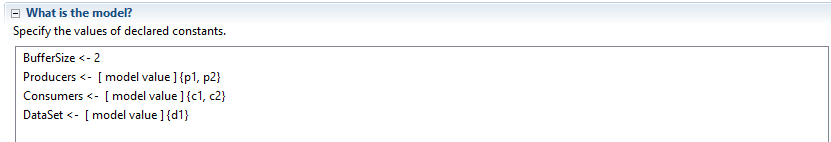 What is the model?
Specify the values of declared constants.
BufferSize <- 2
Producers <- [ model value ] {p1, p2}
Consumers <- [ model value ] {c1, c2}
DataSet <- [ model value ] {d1}